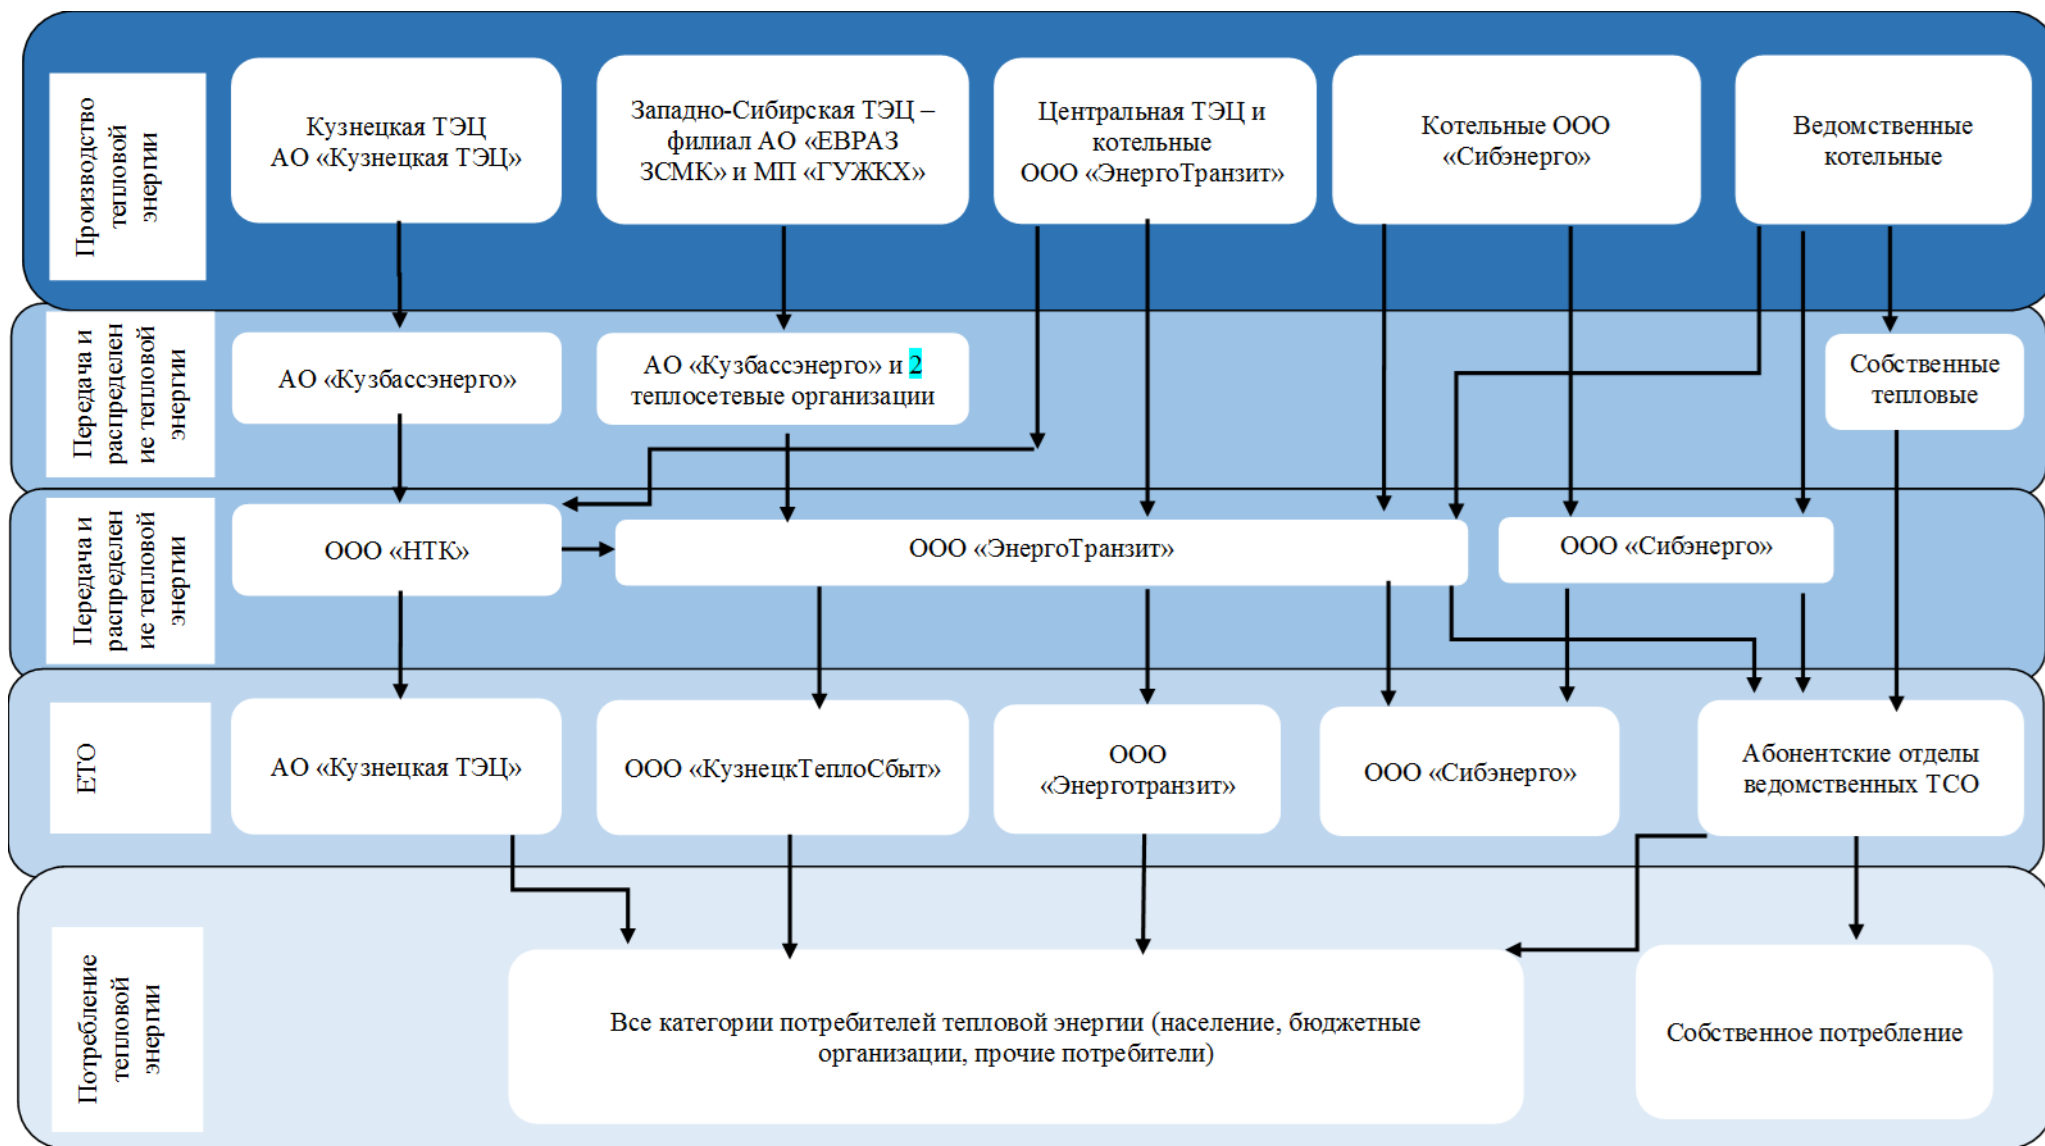 Производство
тепловой
энергии
Кузнецкая ТЭЦ
АО «Кузнецкая ТЭЦ»
Западно-Сибирская ТЭЦ –
филиал АО «ЕВРАЗ
ЗСМК» и МП «ГУЖКХ»
Центральная ТЭЦ и
котельные
ООО «ЭнергоТранзит»
Котельные ООО
«Сибэнерго»
Ведомственные
котельные
Передача и
распределен
ие тепловой
энергии
АО «Кузбассэнерго»
АО «Кузбассэнерго» и 2
теплосетевые организации
Собственные
тепловые
Передача и
распределен
ие тепловой
энергии
ООО «НТК»
ООО «ЭнергоТранзит»
ООО «Сибэнерго»
ЕТО
АО «Кузнецкая ТЭЦ»
ООО «КузнецкТеплоСбыт»
ООО
«Энерготранзит»
ООО «Сибэнерго»
Абонентские отделы
ведомственных ТСО
Потребление
тепловой
энергии
Все категории потребителей тепловой энергии (население, бюджетные
организации, прочие потребители)
Собственное потребление